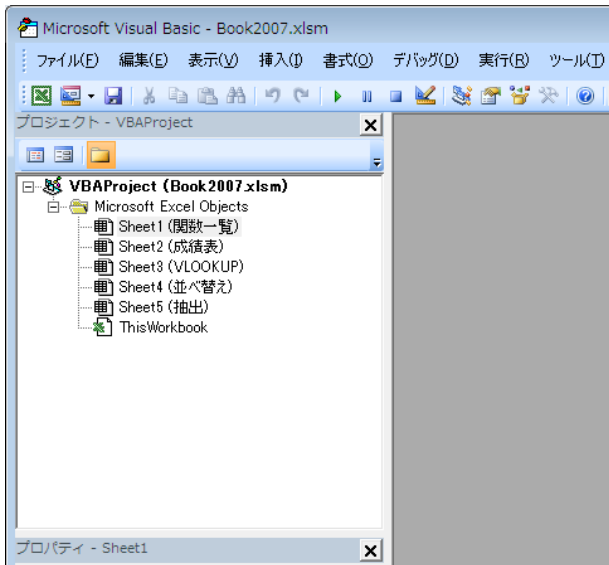 Microsoft Visual Basic - Book2007.xlsm
ファイル(F) 編集(E) 表示(V) 挿入(I) 書式(O) デバッグ(D) 実行(R) ツール(T)
プロジェクト - VBAProject
VBAProject (Book2007.xlsm)
Microsoft Excel Objects
Sheet1 (関数一覧)
Sheet2 (成績表)
Sheet3 (VLOOKUP)
Sheet4 (並べ替え)
Sheet5 (抽出)
ThisWorkbook
プロパティ - Sheet1